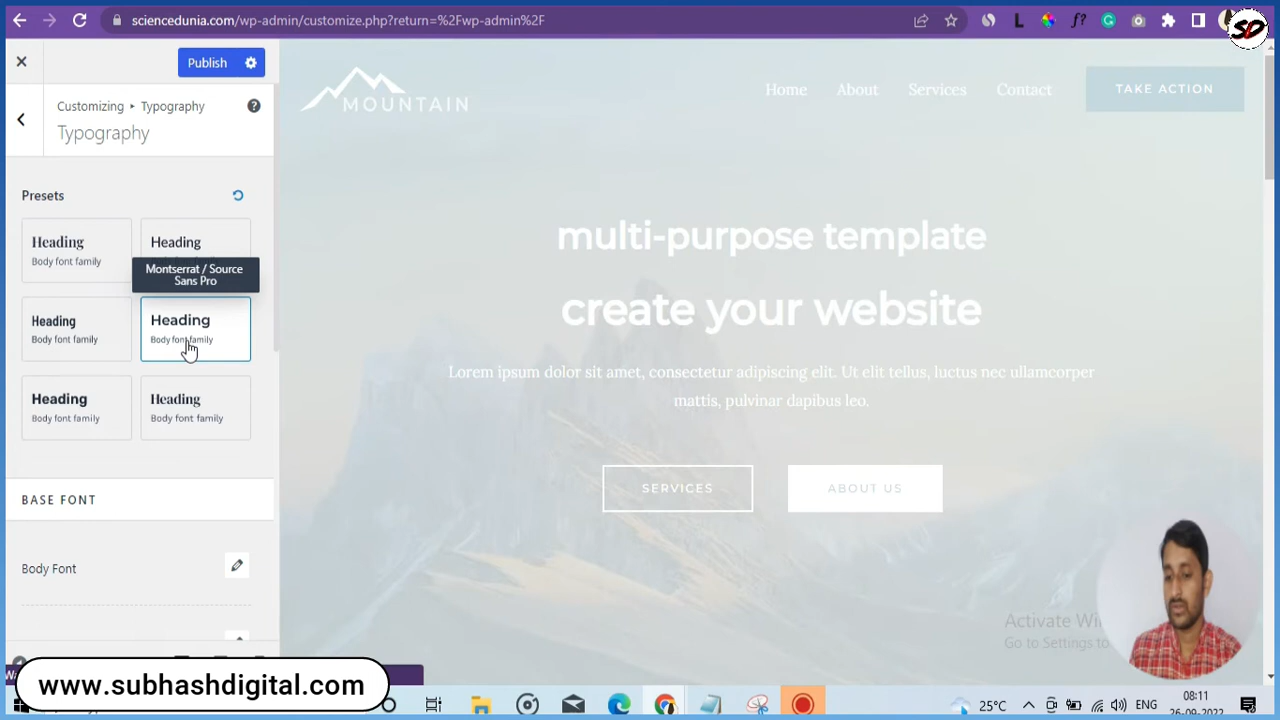 sciencedunia.com/wp-admin/customize.php?return=%2Fwp-admin%2F
SD
Publish
Customizing ▸ Typography
Typography
MOUNTAIN
Home About Services Contact
TAKE ACTION
Presets
Heading
Body font family
Heading
Montserrat / Source
Sans Pro
Heading
Body font family
Heading
Body font family
Heading
Body font family
Heading
Body font family
BASE FONT
Body Font
multi-purpose template
create your website
Lorem ipsum dolor sit amet, consectetur adipiscing elit. Ut elit tellus, luctus nec ullamcorper
mattis, pulvinar dapibus leo.
SERVICES
ABOUT US
Activate
Go to Settings to
www.subhashdigital.com
25°C
ENG
08:11
26-09-2022